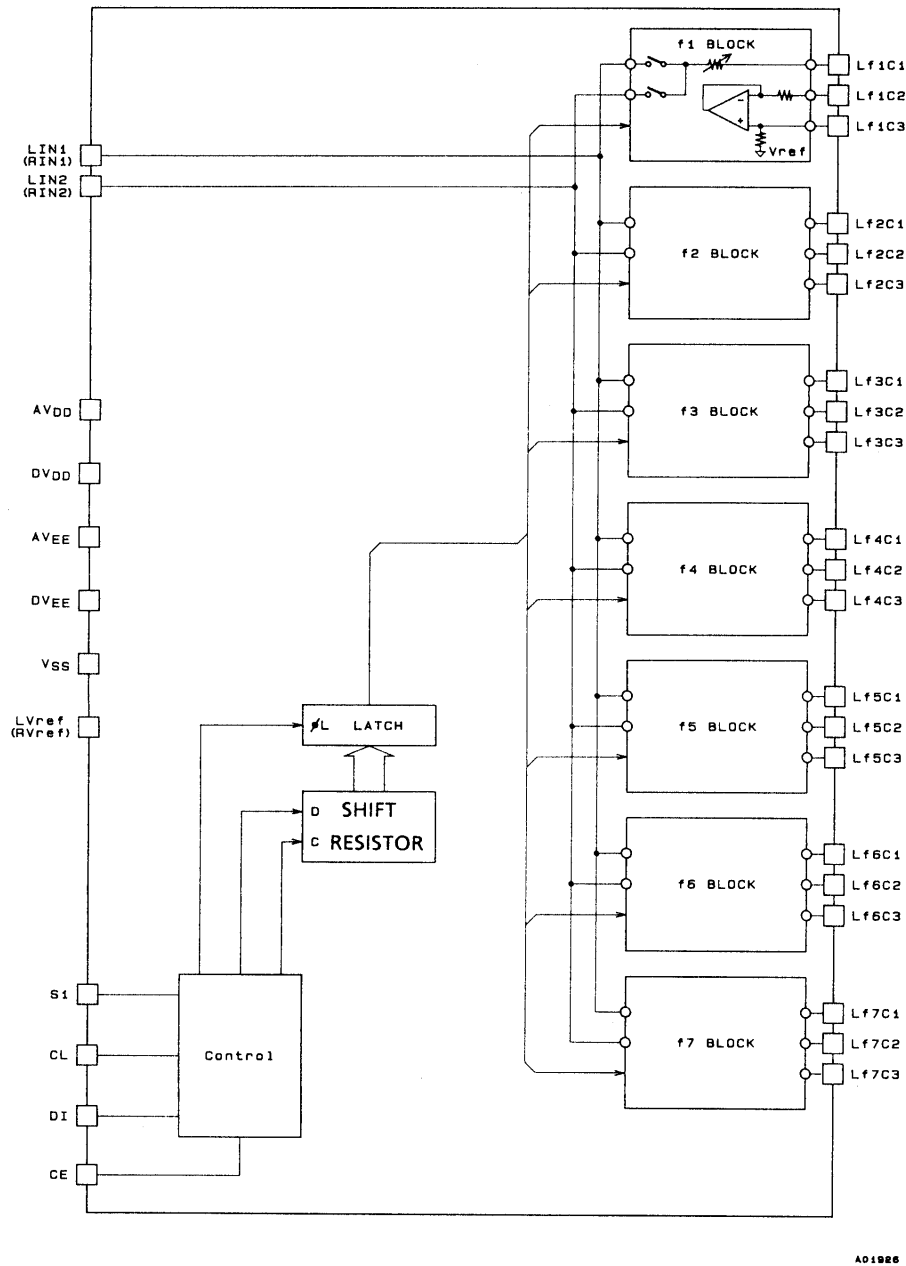 f1 BLOCK
Lf1C1
Lf1C2
Lf1C3
-
+
Vref
LIN1
(RIN1)
LIN2
(RIN2)
f2 BLOCK
Lf2C1
Lf2C2
Lf2C3
f3 BLOCK
Lf3C1
Lf3C2
Lf3C3
AVDD
DVDD
AVEE
DVEE
VSS
LVref
(RVref)
f4 BLOCK
Lf4C1
Lf4C2
Lf4C3
f5 BLOCK
Lf5C1
Lf5C2
Lf5C3
øL LATCH
D SHIFT
C RESISTOR
f6 BLOCK
Lf6C1
Lf6C2
Lf6C3
S1
CL
DI
CE
Control
f7 BLOCK
Lf7C1
Lf7C2
Lf7C3
A01926